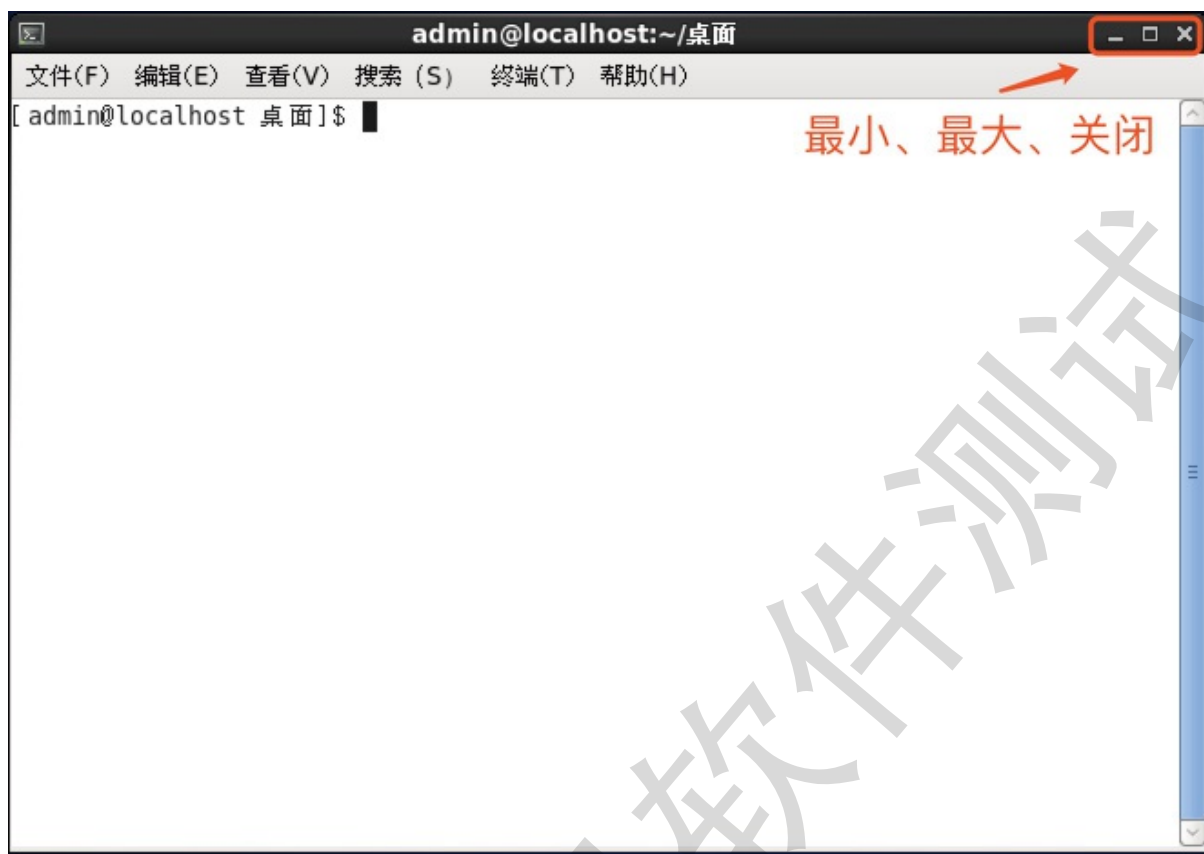 admin@localhost:~/桌面
文件(F) 编辑(E) 查看(V) 搜索 (S) 终端(T) 帮助(H)
[admin@localhost 桌面]$
最小、最大、关闭
软件测试